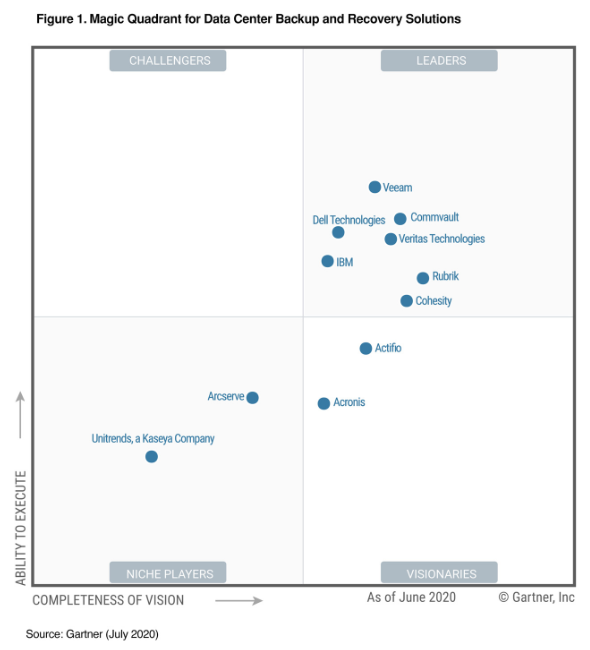 Figure 1. Magic Quadrant for Data Center Backup and Recovery Solutions
CHALLENGERS
LEADERS
Veeam
Commvault
Dell Technologies
Veritas Technologies
IBM
Rubrik
Cohesity
Actifio
Arcserve
Acronis
Unitrends, a Kaseya Company
NICHE PLAYERS
VISIONARIES
ABILITY TO EXECUTE
COMPLETENESS OF VISION
As of June 2020
© Gartner, Inc
Source: Gartner (July 2020)